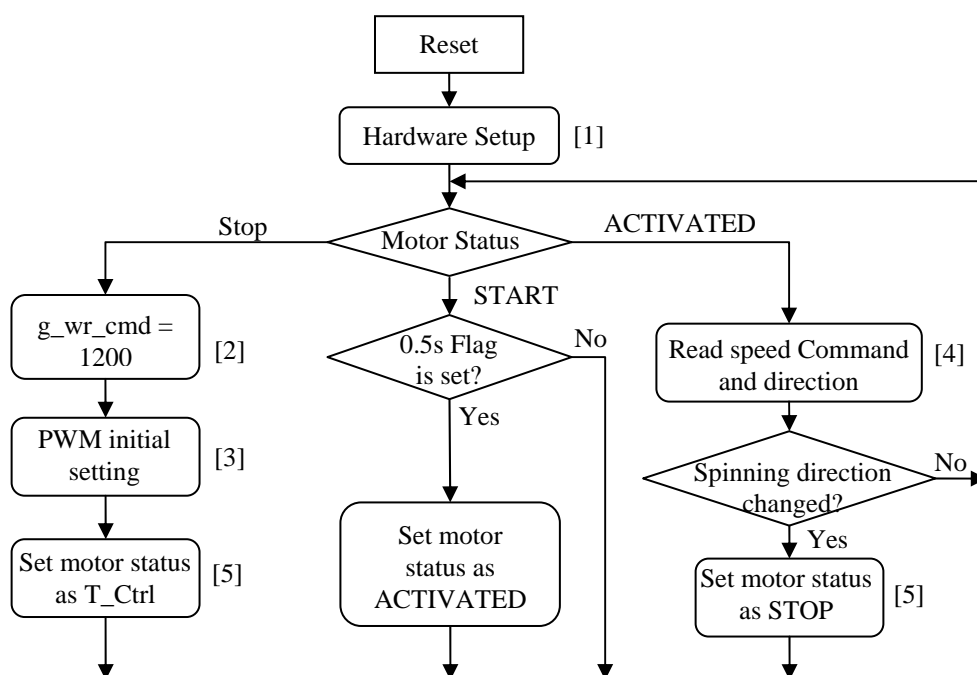 Reset
Hardware Setup
[1]
Motor Status
Stop
ACTIVATED
START
g_wr_cmd =
1200
[2]
0.5s Flag
is set?
No
Yes
Read speed Command
and direction
[4]
PWM initial
setting
[3]
Spinning direction
changed?
No
Yes
Set motor status
as T_Ctrl
[5]
Set motor
status as
ACTIVATED
Set motor status
as STOP
[5]